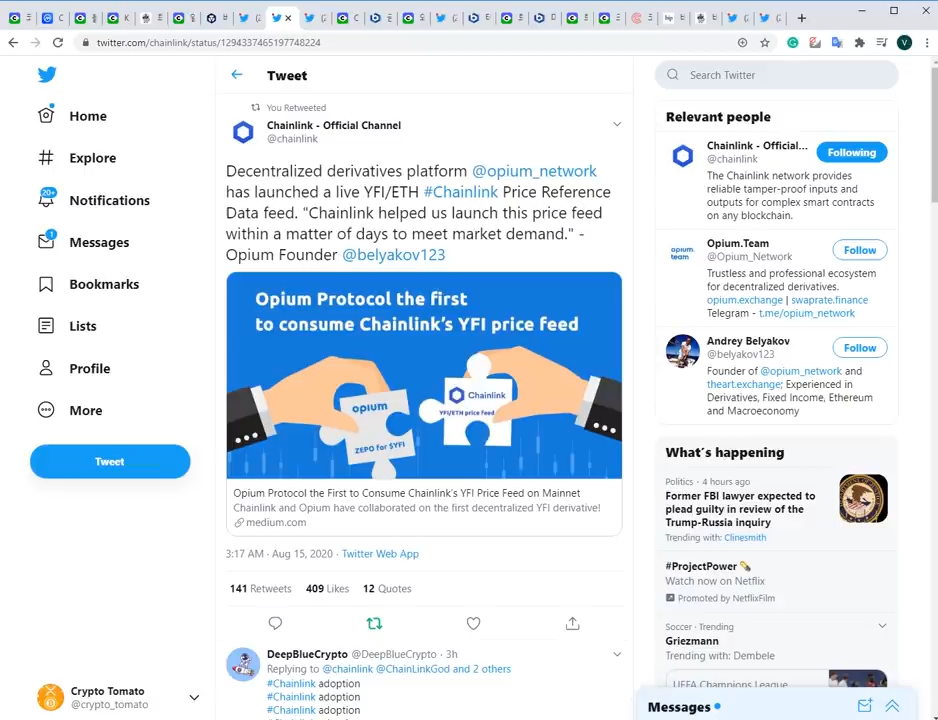 twitter.com/chainlink/status/1294337465197748224
V
Home
Explore
20+
Notifications
1
Messages
Bookmarks
Lists
Profile
More
Tweet
Crypto Tomato
@crypto_tomato
Tweet
You Retweeted
Chainlink - Official Channel
@chainlink
Decentralized derivatives platform @opium_network
has launched a live YFI/ETH #Chainlink Price Reference
Data feed. "Chainlink helped us launch this price feed
within a matter of days to meet market demand." -
Opium Founder @belyakov123
Opium Protocol the first
to consume Chainlink's YFI price feed
opium
ZEPO for $YFI
Chainlink
YFI/ETH price feed
Opium Protocol the First to Consume Chainlink's YFI Price Feed on Mainnet
Chainlink and Opium have collaborated on the first decentralized YFI derivative!
medium.com
3:17 AM · Aug 15, 2020 · Twitter Web App
141 Retweets 409 Likes 12 Quotes
DeepBlueCrypto @DeepBlueCrypto · 3h
Replying to @chainlink @ChainLinkGod and 2 others
#Chainlink adoption
#Chainlink adoption
#Chainlink adoption
Search Twitter
Relevant people
Chainlink - Official...
@chainlink
Following
The Chainlink network provides
reliable tamper-proof inputs and
outputs for complex smart contracts
on any blockchain.
opium.
team
Opium.Team
@Opium_Network
Follow
Trustless and professional ecosystem
for decentralized derivatives.
opium.exchange | swaprate.finance
Telegram - t.me/opium_network
Andrey Belyakov
@belyakov123
Follow
Founder of @opium_network and
theart.exchange; Experienced in
Derivatives, Fixed Income, Ethereum
and Macroeconomy
What's happening
Politics · 4 hours ago
Former FBI lawyer expected to
plead guilty in review of the
Trump-Russia inquiry
Trending with: Clinesmith
#ProjectPower
Watch now on Netflix
Promoted by NetflixFilm
Soccer · Trending
Griezmann
Trending with: Dembele
UEFA Champions League
Messages